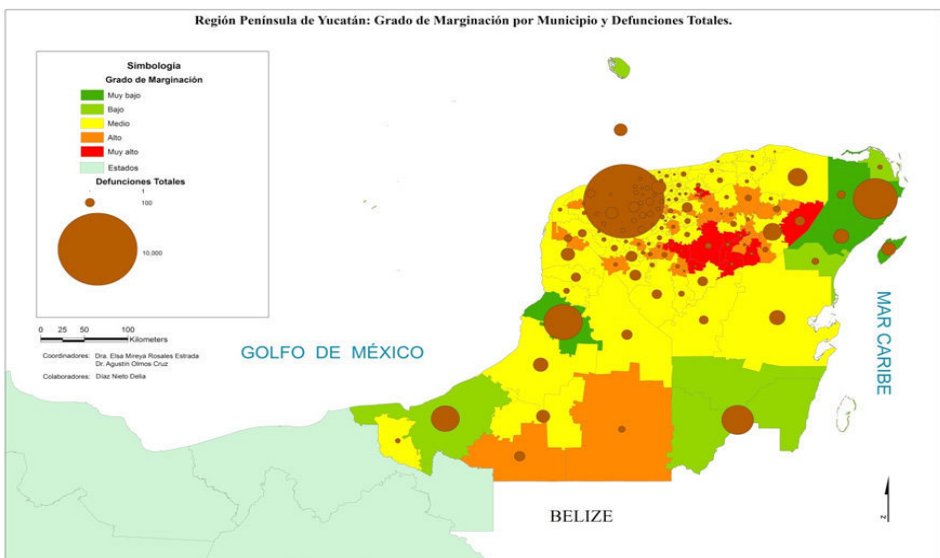 Región Península de Yucatán: Grado de Marginación por Municipio y Defunciones Totales.
Simbología
Grado de Marginación
Muy bajo
Bajo
Medio
Alto
Muy alto
Estados
Defunciones Totales
1
100
10,000
0 25 50 100
Kilometers
Coordinadores: Dra. Elsa Mireya Rosales Estrada
Dr. Agustín Olmos Cruz
Colaboradores: Díaz Nieto Delia
GOLFO DE MÉXICO
MAR CARIBE
BELIZE
N